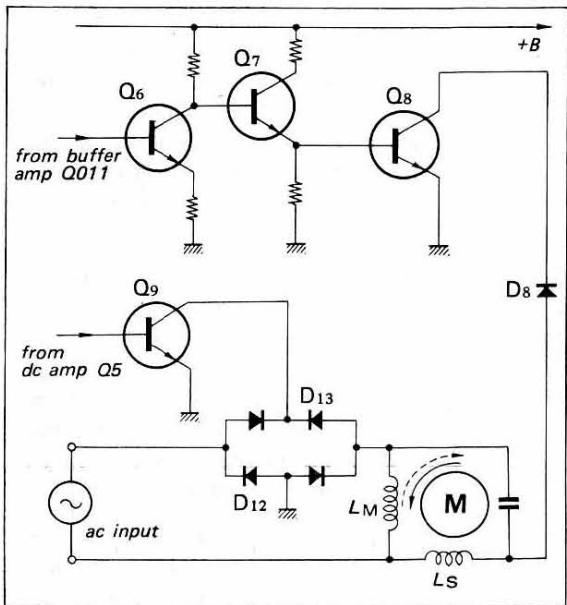 +B
Q7
Q6
Q8
from buffer
amp Q011
D8
Q9
from
dc amp Q5
D13
D12
LM
M
ac input
LS